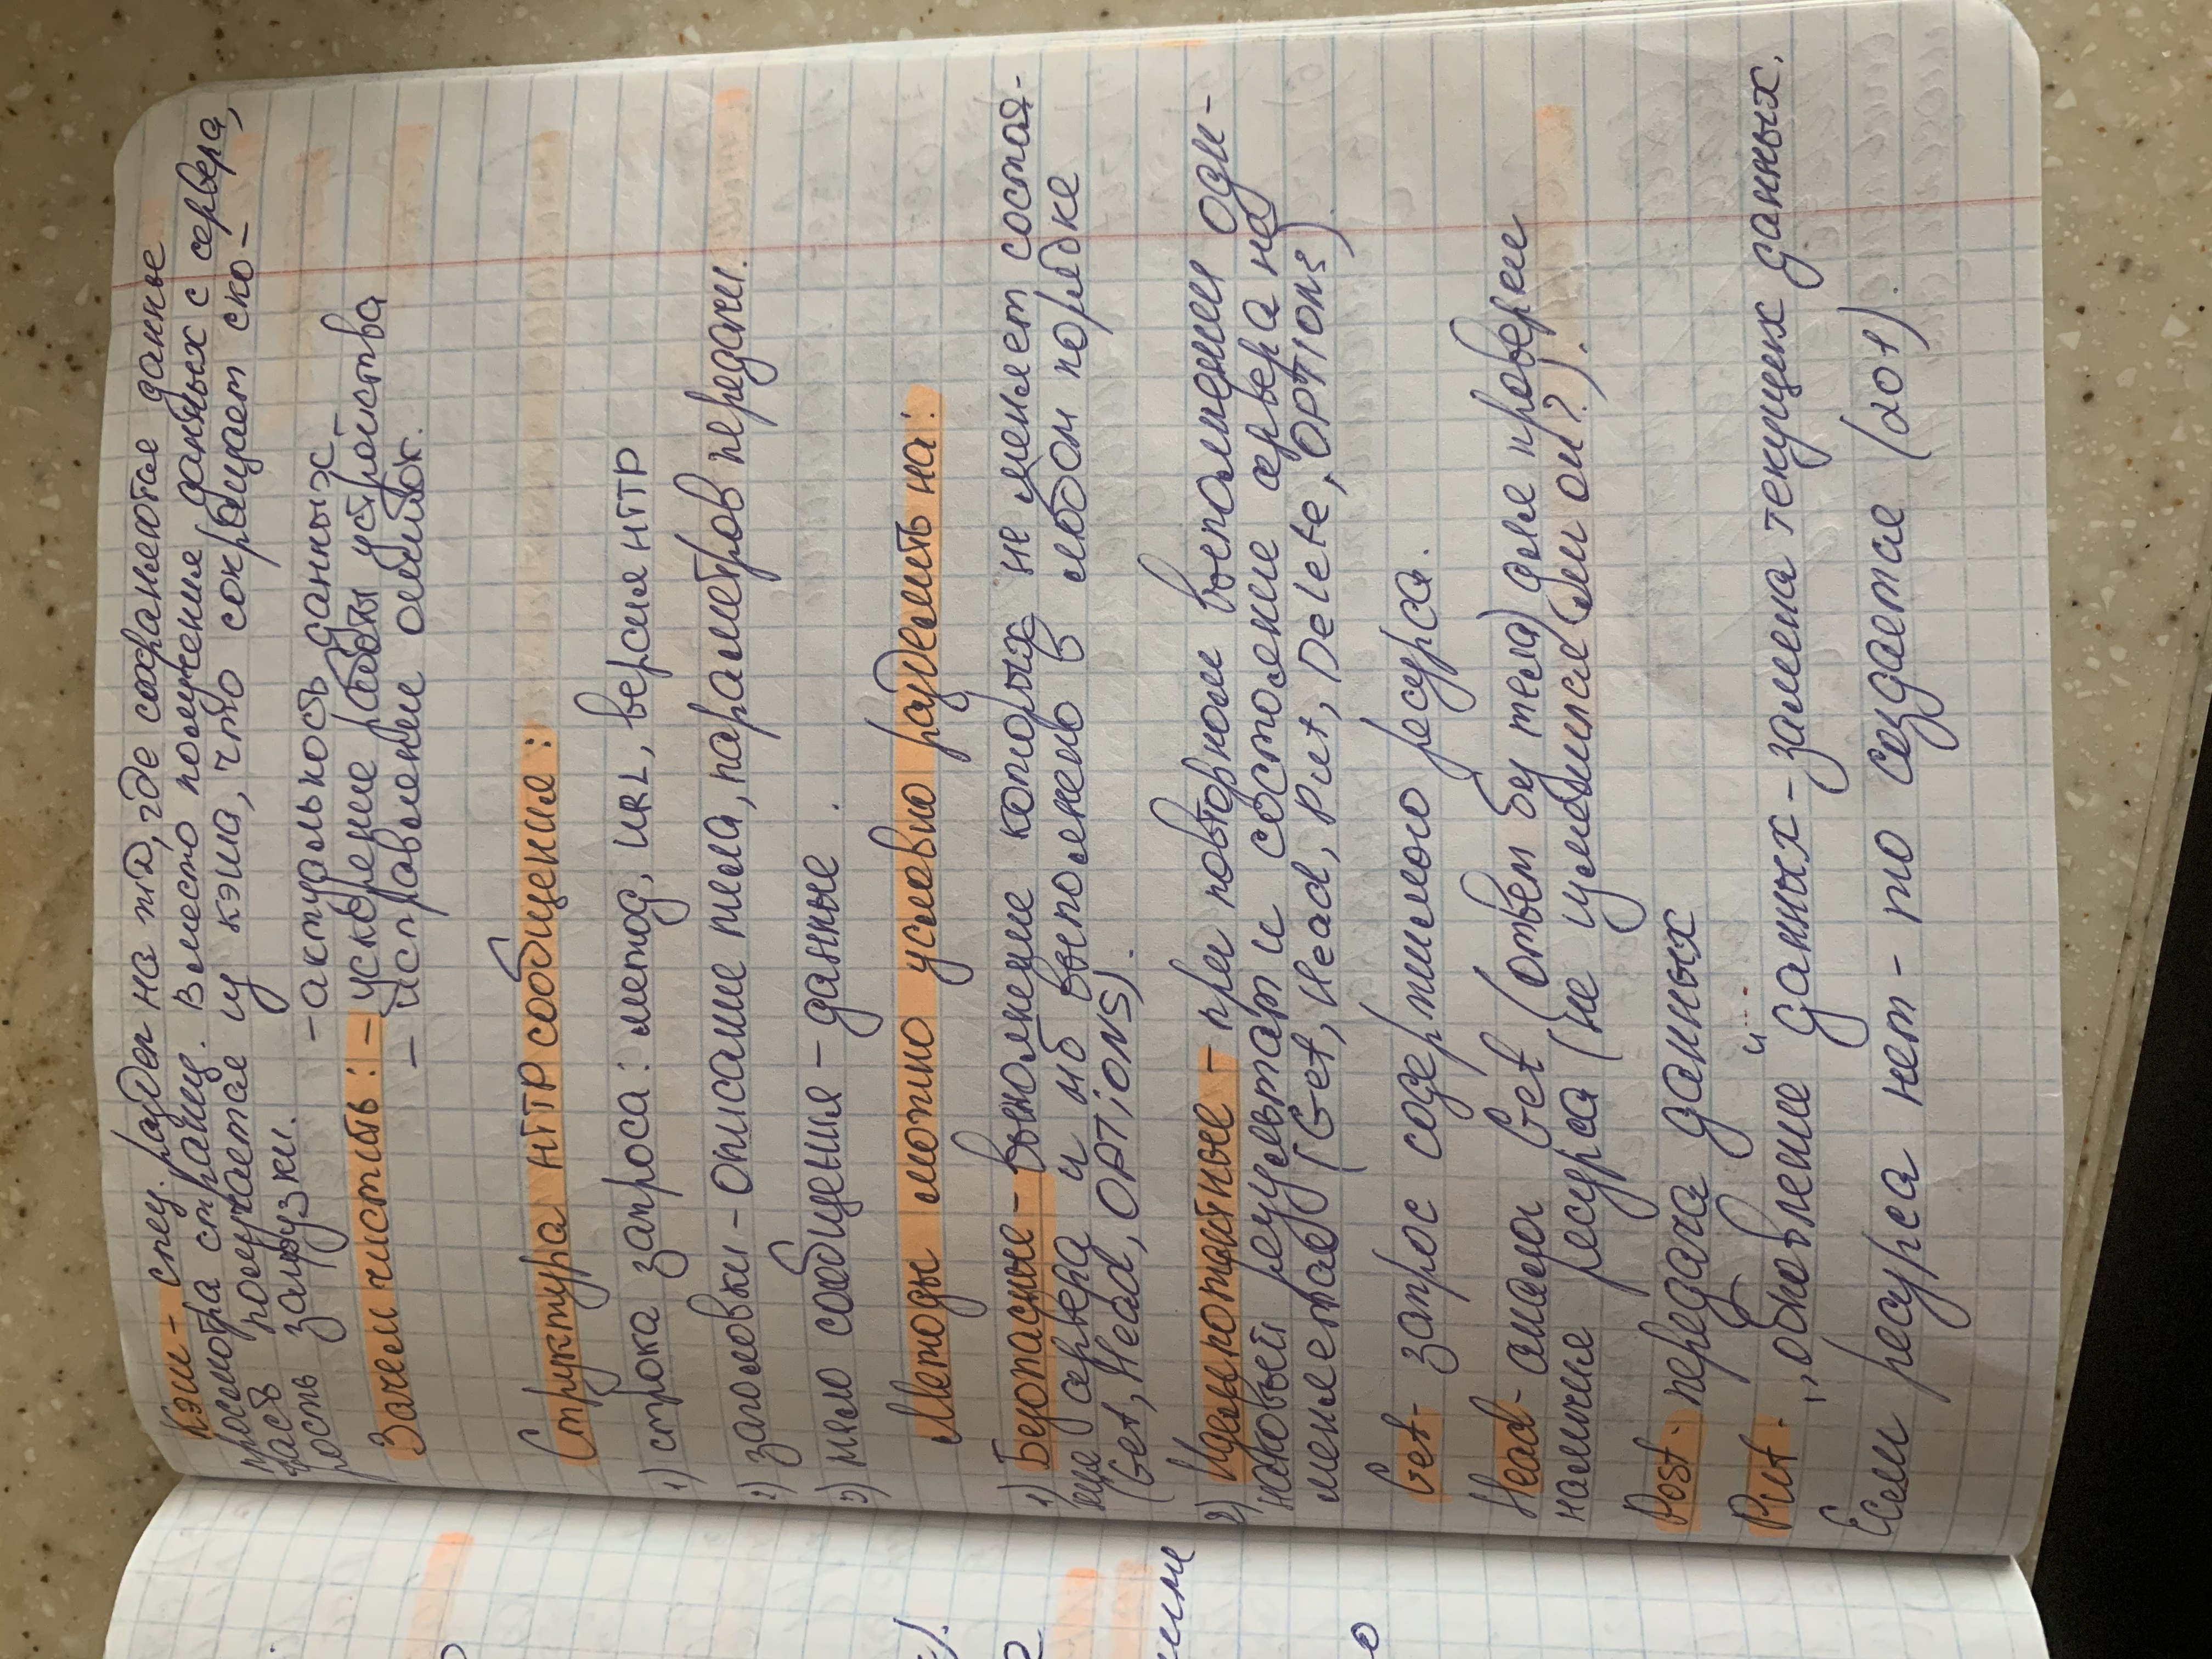 Кэш - спец. раздел на ЖД, где сохраняются данные
просмотра страниц. Вместо получения данных с сервера,
часть получается из кэша, что сокращает ско-
рость загрузки.
- актуальность данных
Зачем чистить: - ускорение работы устройства
- исправление ошибок.
Структура HTTP сообщения:
1) строка запроса: метод, URL, версия HTTP
2) заголовки - описание тела, параметров передачи.
3) тело сообщения - данные.
Методы можно условно разделить на:
1) Безопасные - выполнение которых не меняет состоя-
ние сервера и мб выполнено в любом порядке
(Get, Head, OPTiONS).
2) Идемпотентные - при повторном выполнении оди-
наковый результат и состояние сервера не
меняется (Get, Head, Put, Delete, OPTIONS).
Get - запрос содержимого ресурса.
Head - аналог Get (ответ без тела) для проверки
наличия ресурса (не изменился ли он?).
Post - передача данных
Put - „обновление" данных - замена текущих данных.
Если ресурса нет - то создается (201).